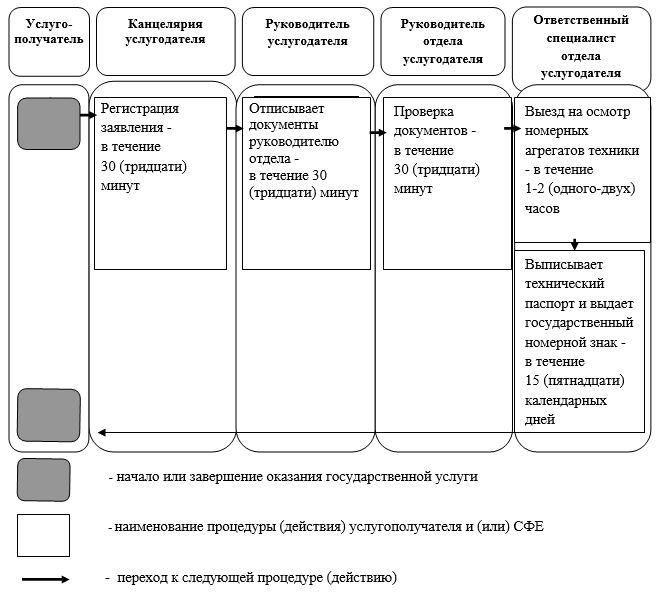 Услуго-
получатель
Канцелярия
услугодателя
Руководитель
услугодателя
Руководитель
отдела
услугодателя
Ответственный
специалист
отдела
услугодателя
Регистрация
заявления -
в течение
30 (тридцати)
минут
Отписывает
документы
руководителю
отдела -
в течение 30
(тридцати) минут
Проверка
документов -
в течение
30 (тридцати)
минут
Выезд на осмотр
номерных
агрегатов техники
- в течение
1-2 (одного-двух)
часов
Выписывает
технический
паспорт и выдает
государственный
номерной знак -
в течение
15 (пятнадцати)
календарных
дней
- начало или завершение оказания государственной услуги
- наименование процедуры (действия) услугополучателя и (или) СФЕ
- переход к следующей процедуре (действию)